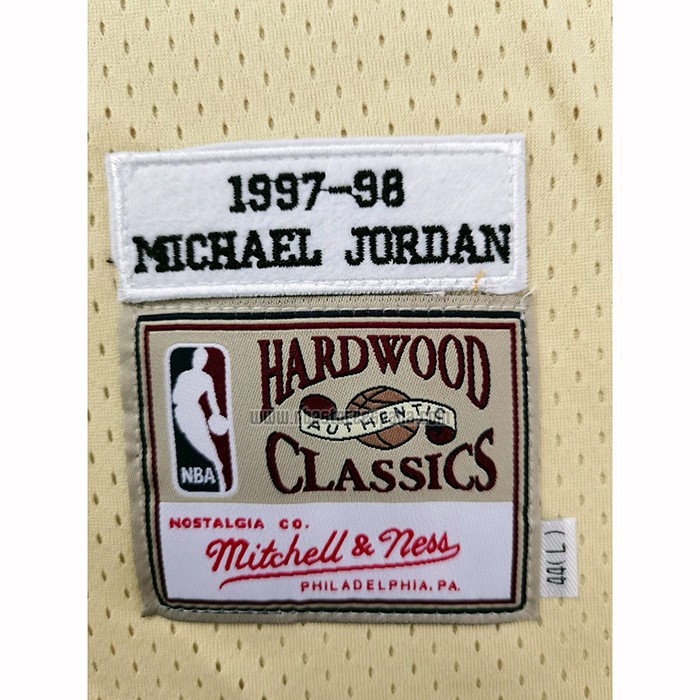 1997-98
MICHAEL JORDAN
HARDWOOD
AUTHENTIC
CLASSICS
NBA
NOSTALGIA CO.
Mitchell & Ness
PHILADELPHIA, PA.
44(L)